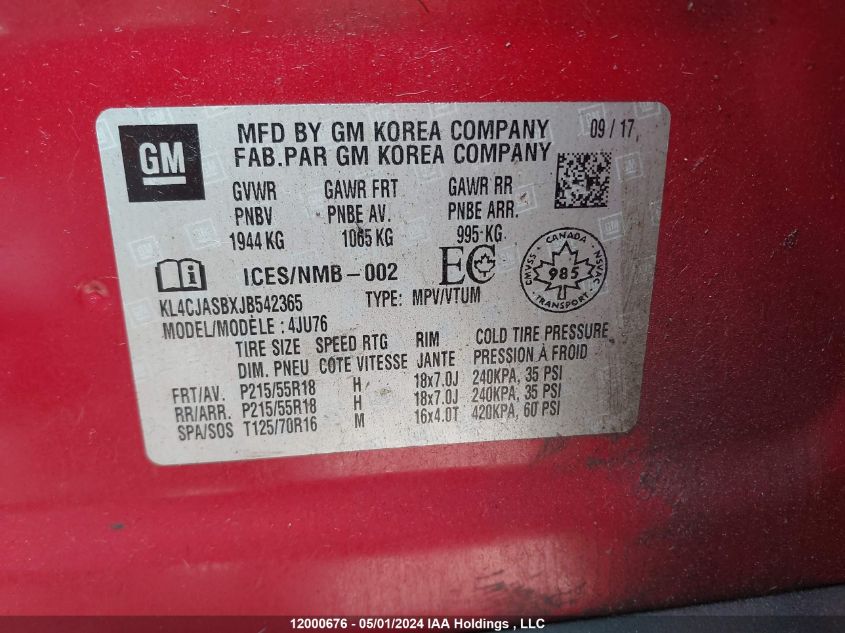 GM
MFD BY GM KOREA COMPANY 09/17
FAB.PAR GM KOREA COMPANY
GVWR GAWR FRT GAWR RR
PNBV PNBE AV. PNBE ARR.
1944 KG 1065 KG 995 KG
ICES/NMB-002 EC
CANADA
CMVSS 985 NSVAC
TRANSPORT
KL4CJASBXJB542365 TYPE: MPV/VTUM
MODEL/MODÈLE: 4JU76
TIRE SIZE SPEED RTG RIM COLD TIRE PRESSURE
DIM. PNEU COTE VITESSE JANTE PRESSION À FROID
FRT/AV. P215/55R18 H 18x7.0J 240KPA, 35 PSI
RR/ARR. P215/55R18 H 18x7.0J 240KPA, 35 PSI
SPA/SOS T125/70R16 M 16x4.0T 420KPA, 60 PSI
12000676 - 05/01/2024 IAA Holdings , LLC